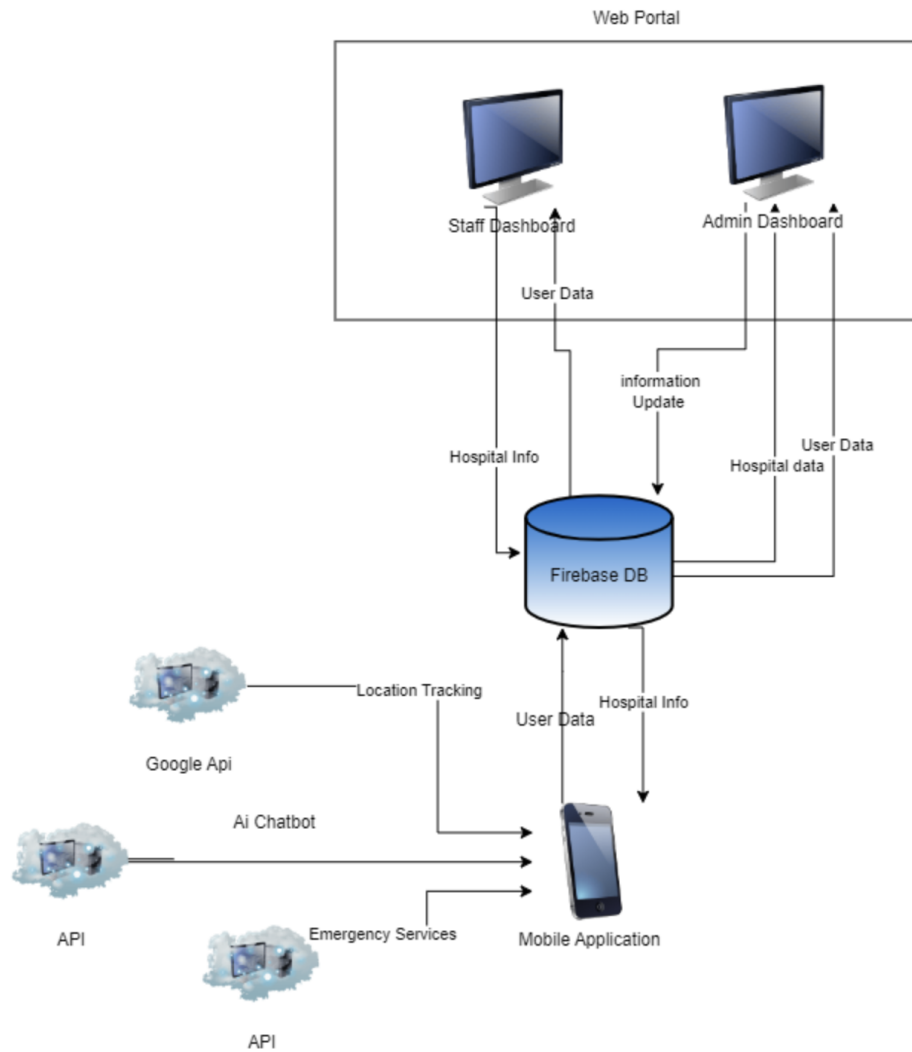 Web Portal
Staff Dashboard
Admin Dashboard
User Data
information
Update
User Data
Hospital Info
Hospital data
Firebase DB
Location Tracking
User Data
Hospital Info
Google Api
Ai Chatbot
API
Emergency Services
Mobile Application
API